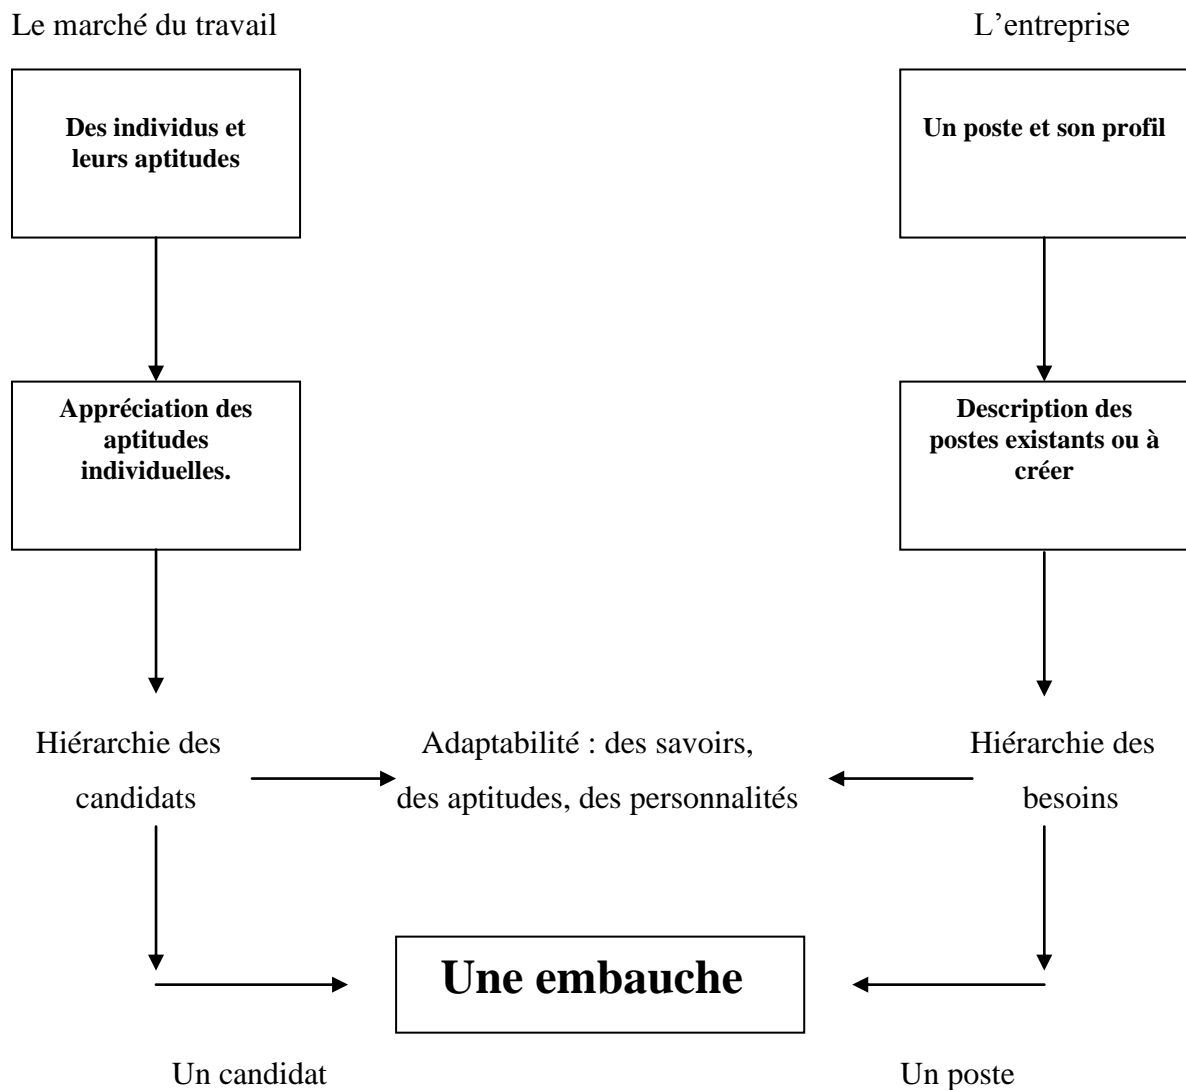 Le marché du travail
L’entreprise
Des individus et
leurs aptitudes
Un poste et son profil
Appréciation des
aptitudes
individuelles.
Description des
postes existants ou à
créer
Hiérarchie des
candidats
Adaptabilité : des savoirs,
des aptitudes, des personnalités
Hiérarchie des
besoins
Une embauche
Un candidat
Un poste